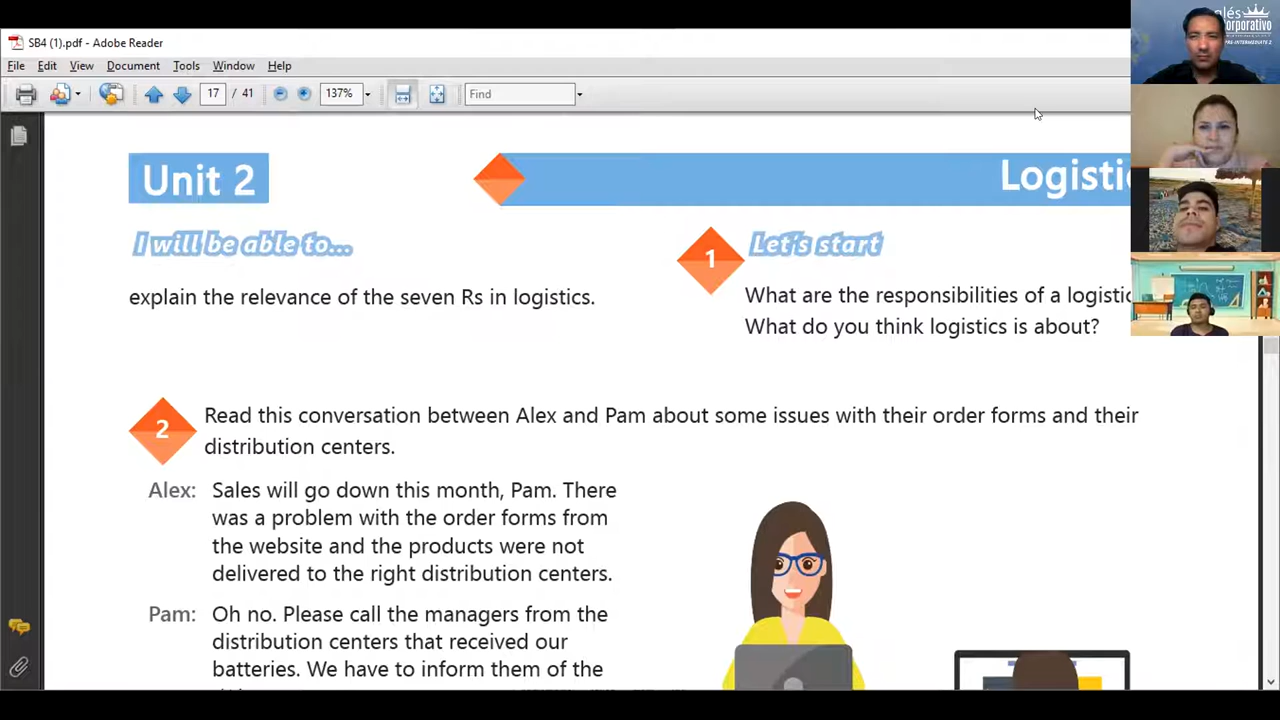 SB4 (1).pdf - Adobe Reader
File Edit View Document Tools Window Help
17 / 41 137% Find
Unit 2
I will be able to...
1 Let's start
explain the relevance of the seven Rs in logistics.
What are the responsibilities of a
What do you think logistics is about?
2 Read this conversation between Alex and Pam about some issues with their order forms and their
distribution centers.
Alex: Sales will go down this month, Pam. There
was a problem with the order forms from
the website and the products were not
delivered to the right distribution centers.
Pam: Oh no. Please call the managers from the
distribution centers that received our
batteries. We have to inform them of the
PRE-INTERMEDIATE 2